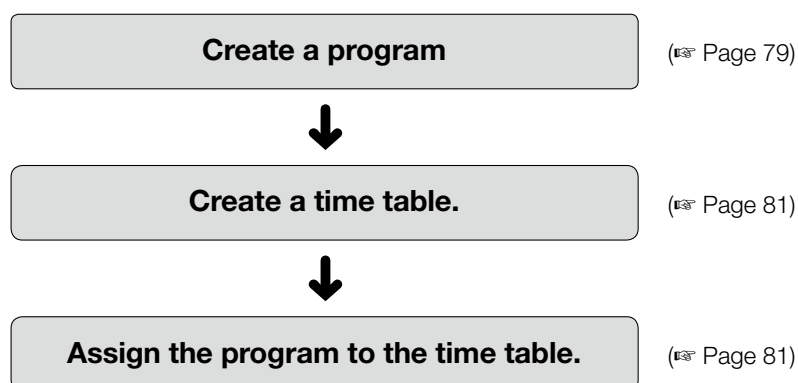 Create a program (☞ Page 79)
Create a time table. (☞ Page 81)
Assign the program to the time table. (☞ Page 81)